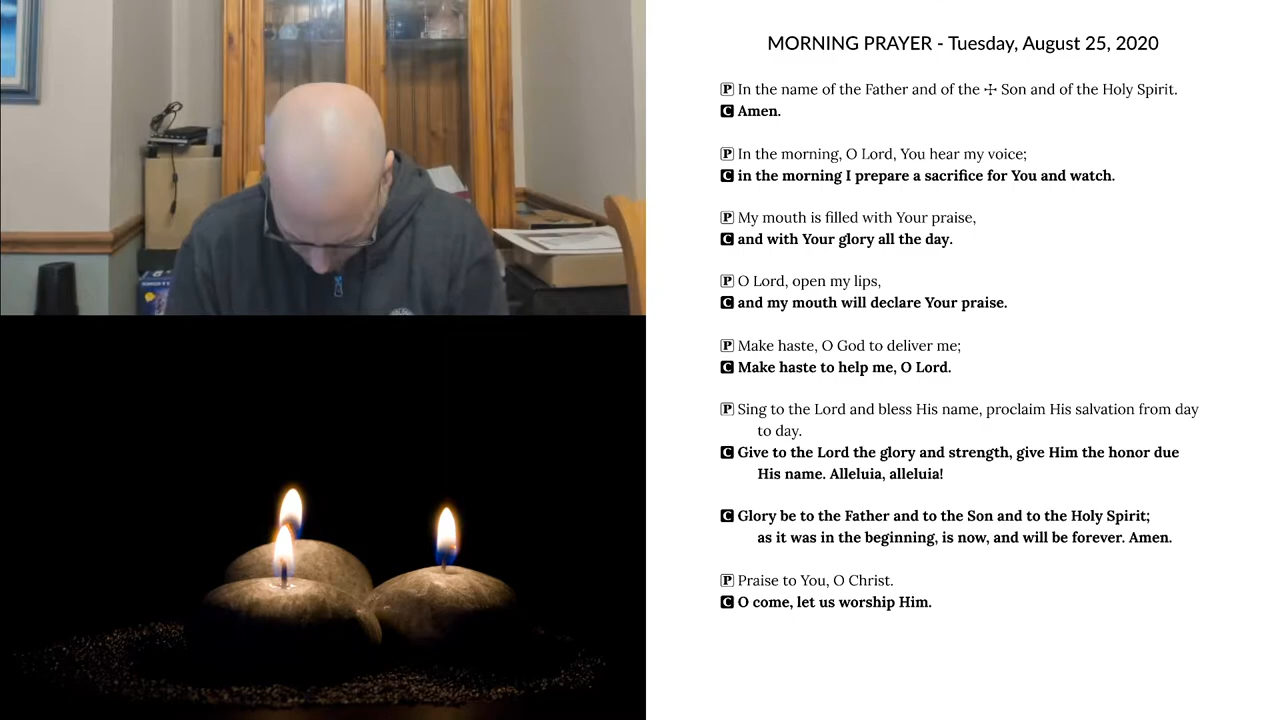 MORNING PRAYER - Tuesday, August 25, 2020
P In the name of the Father and of the ☩ Son and of the Holy Spirit.
C Amen.
P In the morning, O Lord, You hear my voice;
C in the morning I prepare a sacrifice for You and watch.
P My mouth is filled with Your praise,
C and with Your glory all the day.
P O Lord, open my lips,
C and my mouth will declare Your praise.
P Make haste, O God to deliver me;
C Make haste to help me, O Lord.
P Sing to the Lord and bless His name, proclaim His salvation from day
to day.
C Give to the Lord the glory and strength, give Him the honor due
His name. Alleluia, alleluia!
C Glory be to the Father and to the Son and to the Holy Spirit;
as it was in the beginning, is now, and will be forever. Amen.
P Praise to You, O Christ.
C O come, let us worship Him.